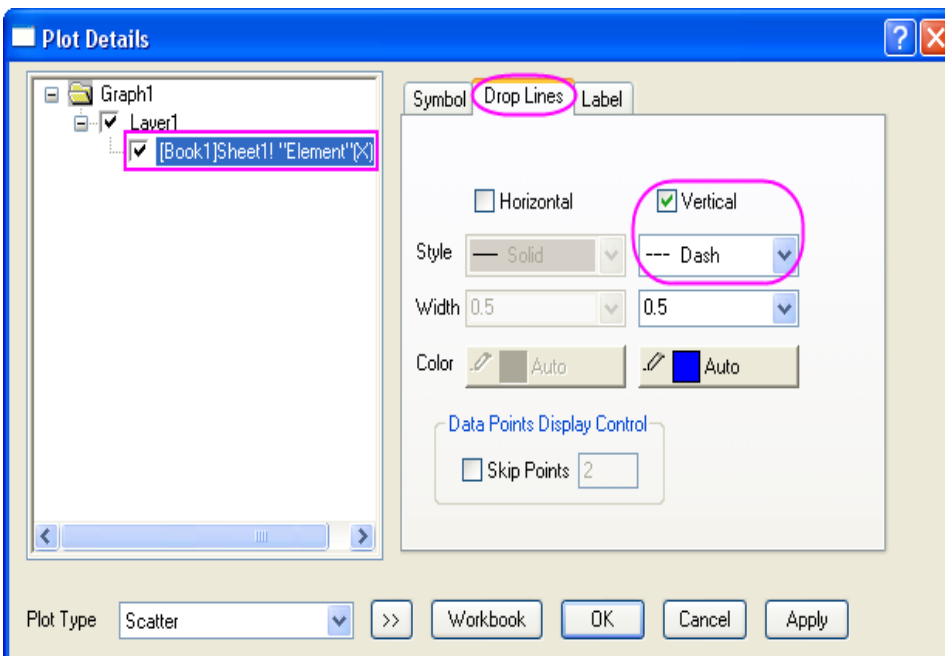 Plot Details
Graph1
Layer1
[Book1]Sheet1! "Element"(X)
Symbol Drop Lines Label
Horizontal Vertical
Style — Solid --- Dash
Width 0.5 0.5
Color Auto Auto
Data Points Display Control
Skip Points 2
Plot Type Scatter >> Workbook OK Cancel Apply